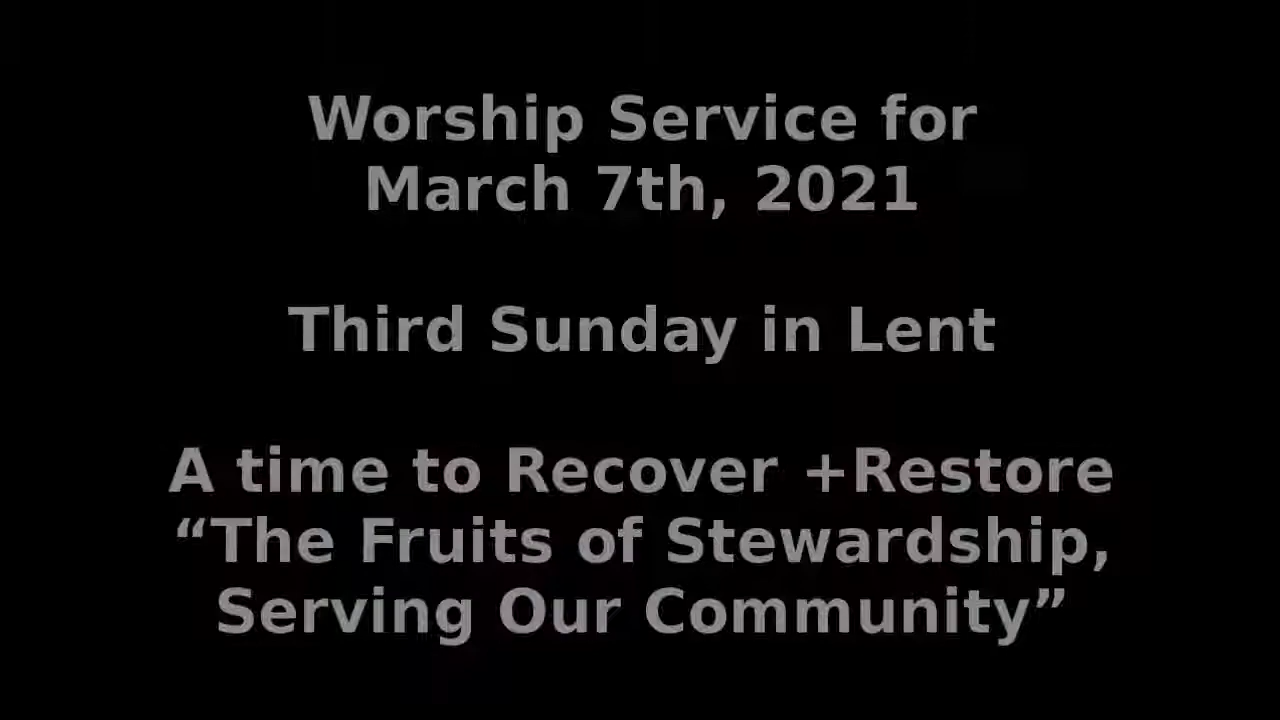 Worship Service for
March 7th, 2021
Third Sunday in Lent
A time to Recover +Restore
“The Fruits of Stewardship,
Serving Our Community”